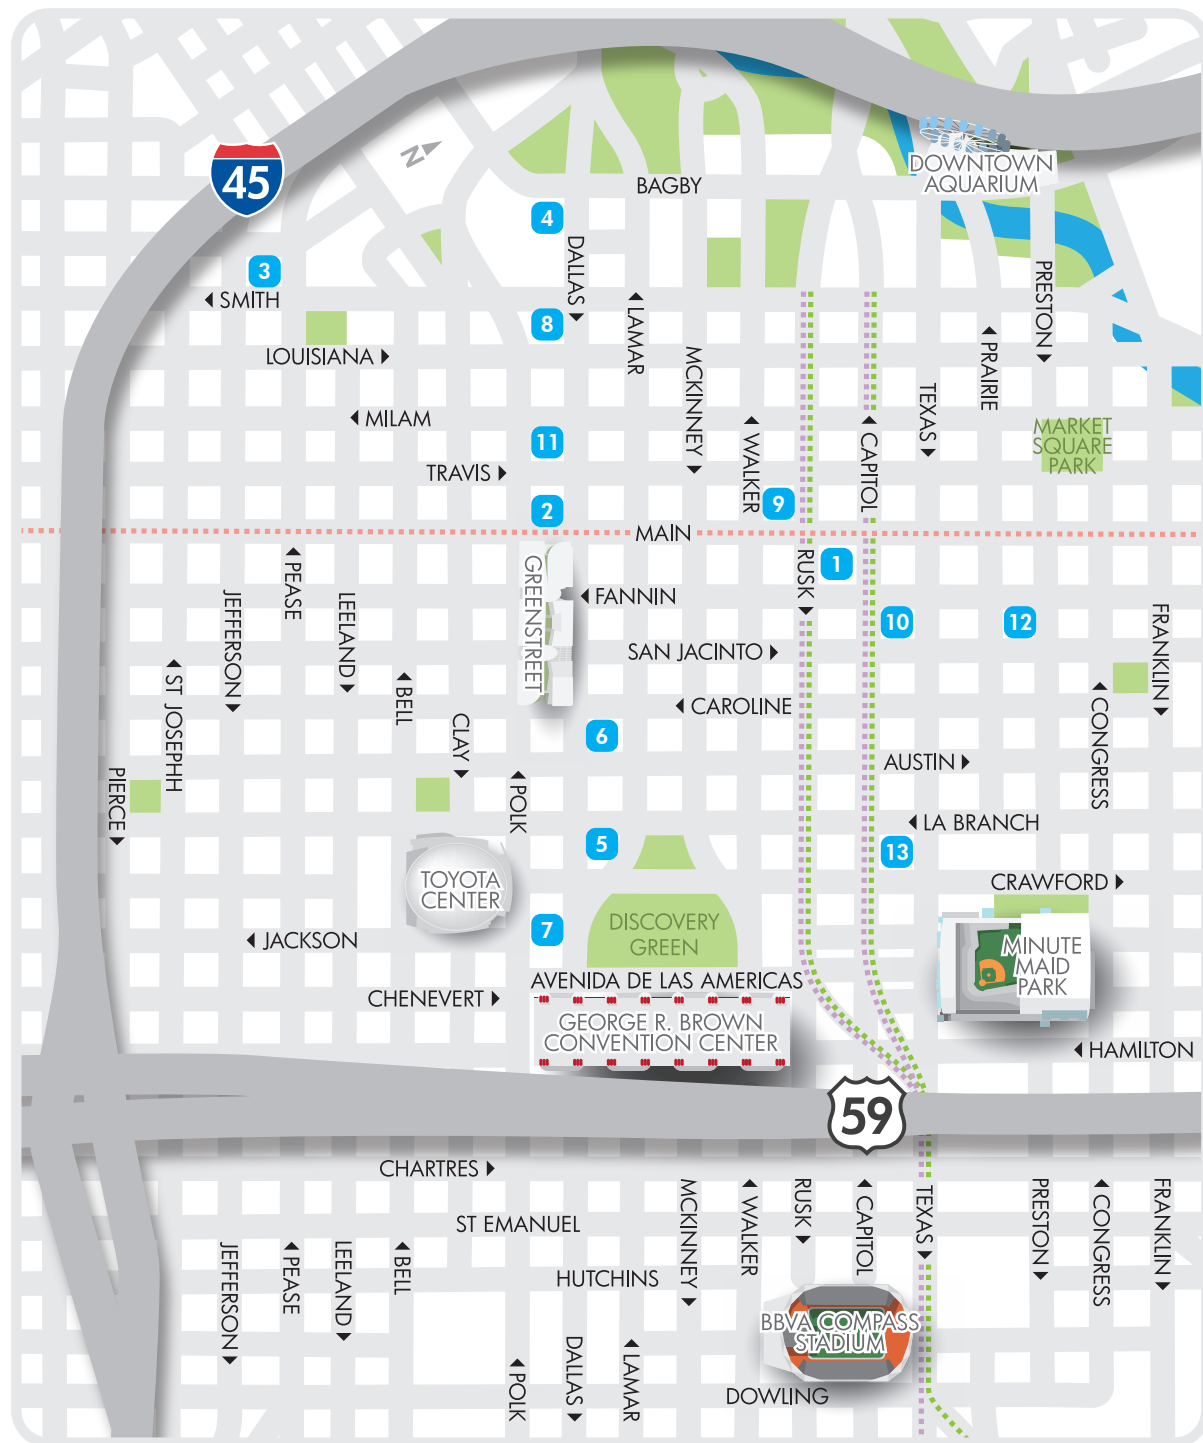 N
45
DOWNTOWN
AQUARIUM
BAGBY
4
DALLAS
3
SMITH
PRESTON
LAMAR
8
PRAIRIE
LOUISIANA
MCKINNEY
TEXAS
MILAM
WALKER
CAPITOL
MARKET
SQUARE
PARK
11
TRAVIS
9
2
MAIN
GREENSTREET
PEASE
RUSK
1
JEFFERSON
LEELAND
FANNIN
10
12
FRANKLIN
SAN JACINTO
ST JOSEPHH
BELL
CAROLINE
CONGRESS
CLAY
6
AUSTIN
PIERCE
POLK
LA BRANCH
5
13
TOYOTA
CENTER
CRAWFORD
7
DISCOVERY
GREEN
JACKSON
MINUTE
MAID
PARK
AVENIDA DE LAS AMERICAS
CHENEVERT
GEORGE R. BROWN
CONVENTION CENTER
HAMILTON
59
CHARTRES
MCKINNEY
WALKER
RUSK
CAPITOL
TEXAS
PRESTON
CONGRESS
FRANKLIN
ST EMANUEL
JEFFERSON
PEASE
LEELAND
BELL
HUTCHINS
BBVA COMPASS
STADIUM
POLK
DALLAS
LAMAR
DOWLING